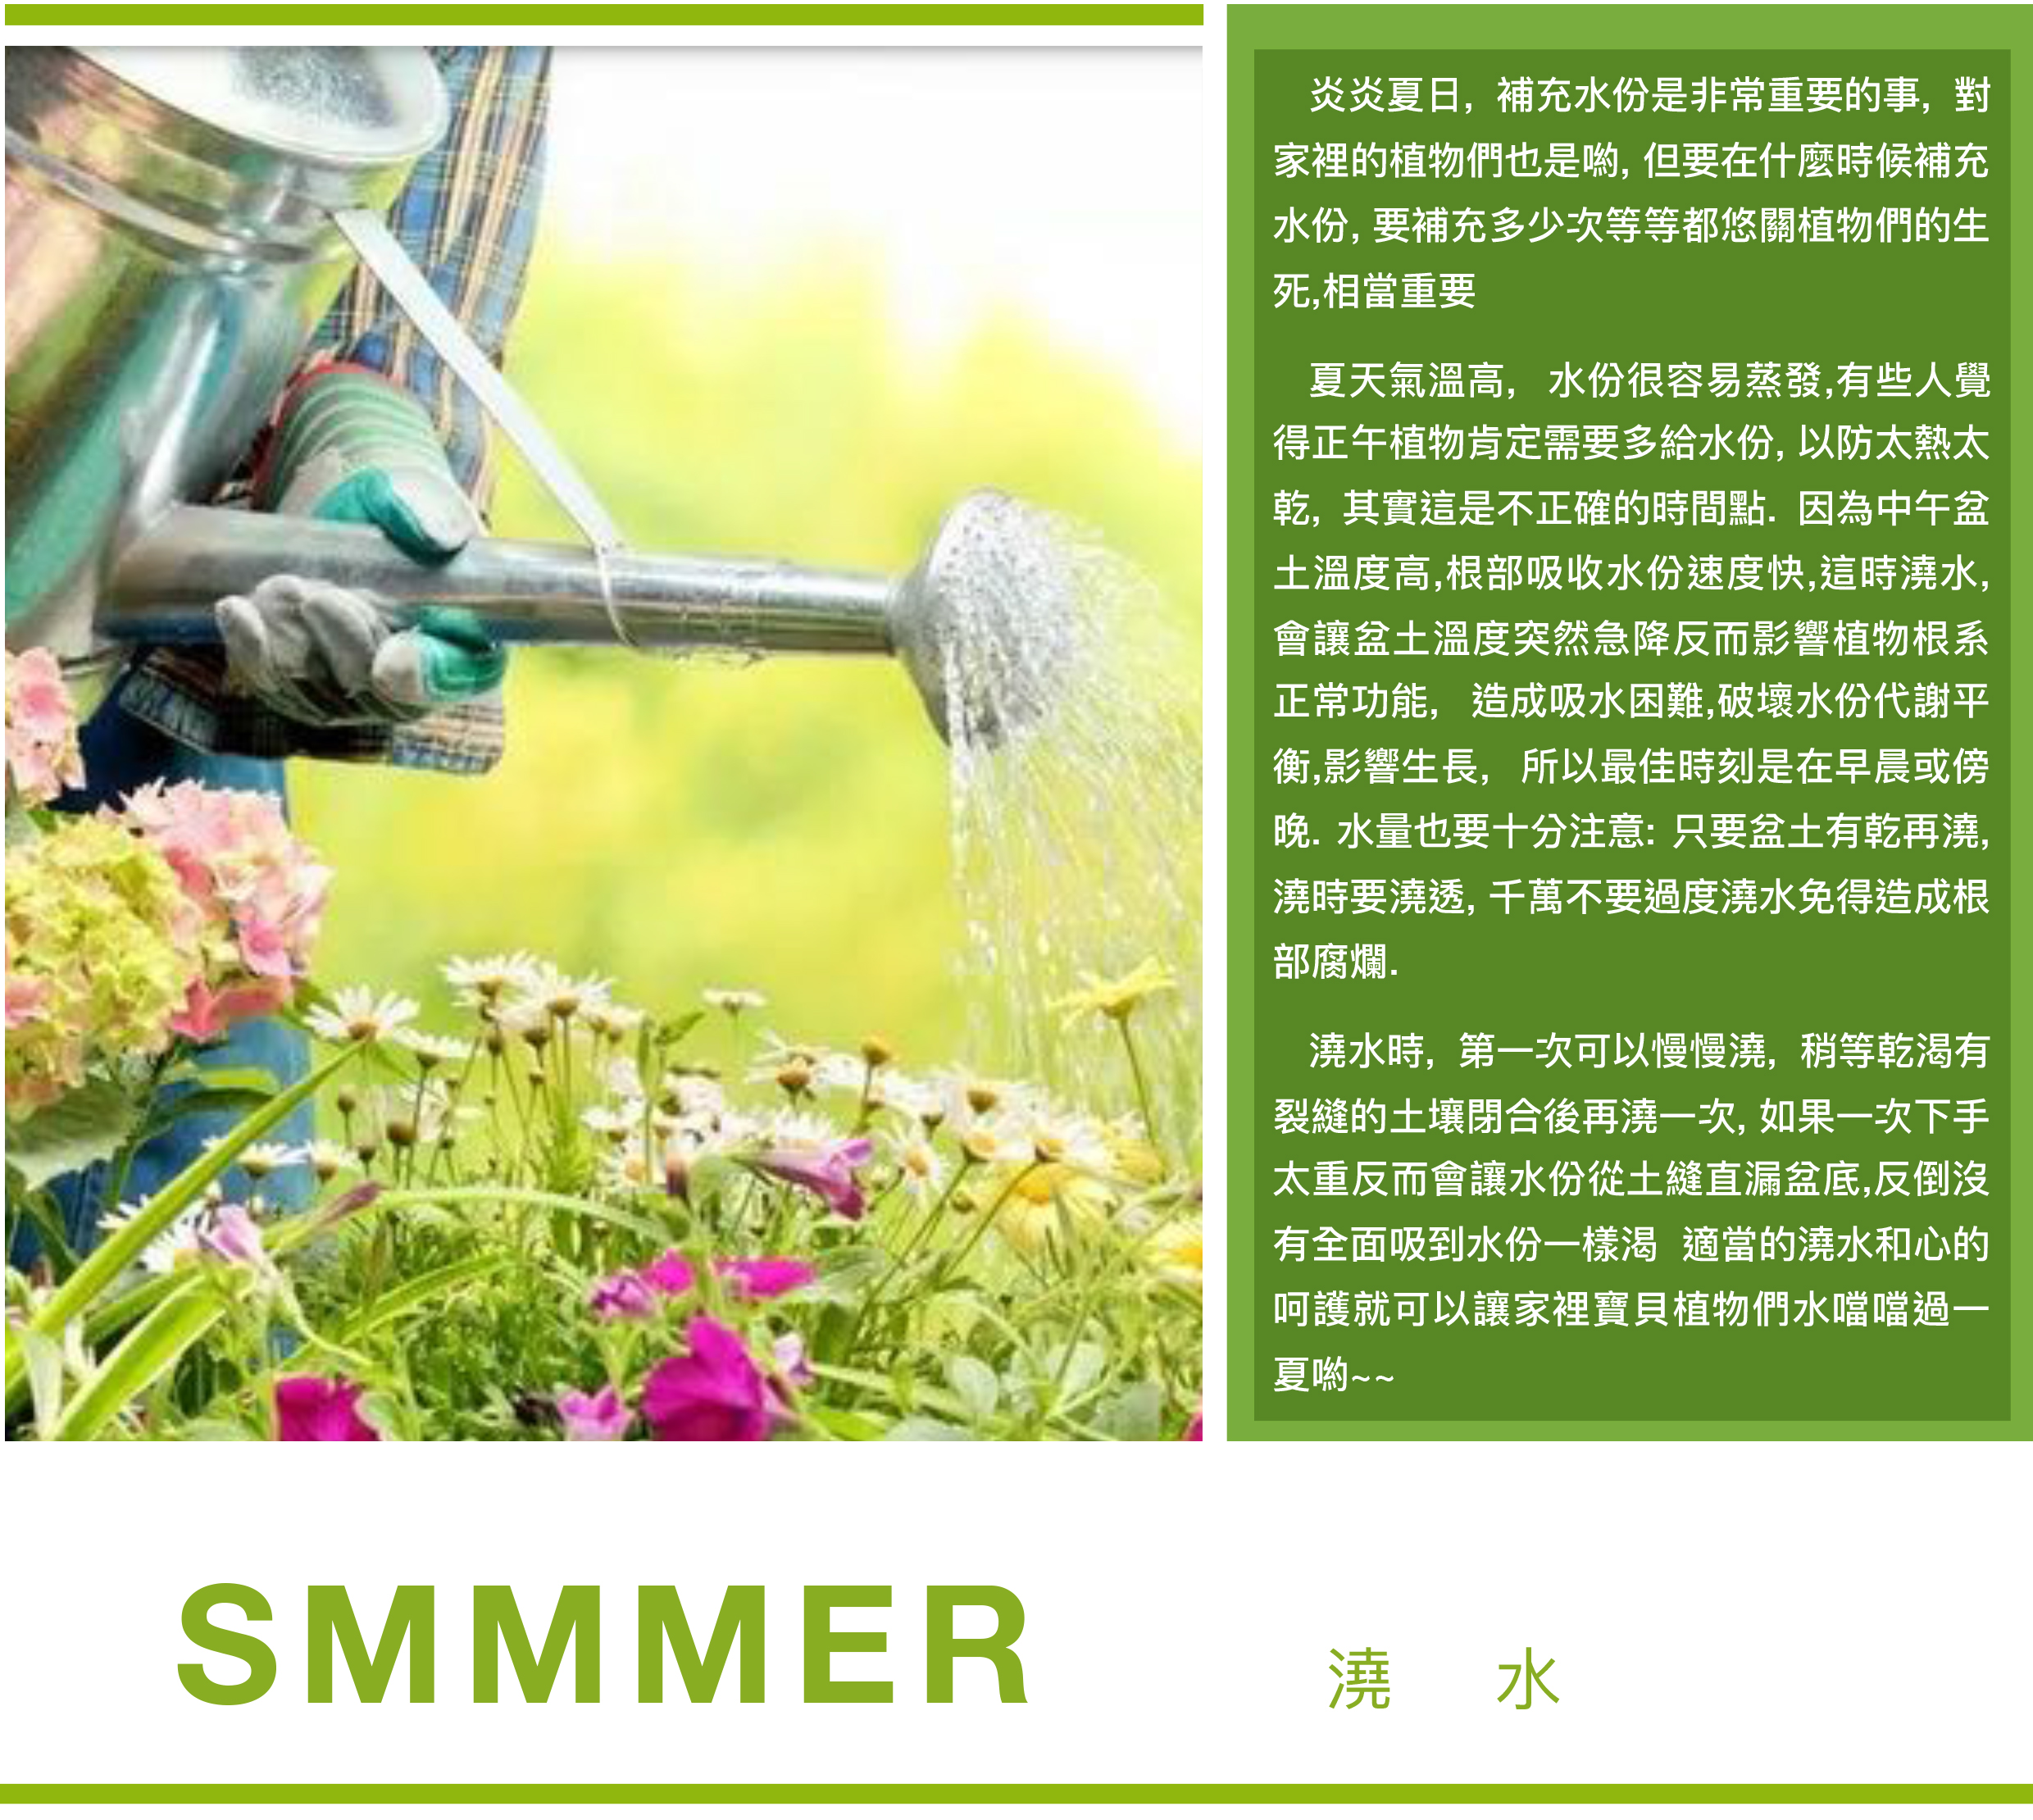 炎炎夏日, 補充水份是非常重要的事, 對
家裡的植物們也是喲, 但要在什麼時候補充
水份, 要補充多少次等等都悠關植物們的生
死,相當重要
夏天氣溫高, 水份很容易蒸發,有些人覺
得正午植物肯定需要多給水份, 以防太熱太
乾, 其實這是不正確的時間點. 因為中午盆
土溫度高,根部吸收水份速度快,這時澆水,
會讓盆土溫度突然急降反而影響植物根系
正常功能, 造成吸水困難,破壞水份代謝平
衡,影響生長, 所以最佳時刻是在早晨或傍
晚. 水量也要十分注意: 只要盆土有乾再澆,
澆時要澆透, 千萬不要過度澆水免得造成根
部腐爛.
澆水時, 第一次可以慢慢澆, 稍等乾渴有
裂縫的土壤閉合後再澆一次, 如果一次下手
太重反而會讓水份從土縫直漏盆底,反倒沒
有全面吸到水份一樣渴 適當的澆水和心的
呵護就可以讓家裡寶貝植物們水噹噹過一
夏喲~~
SMMMER
澆 水